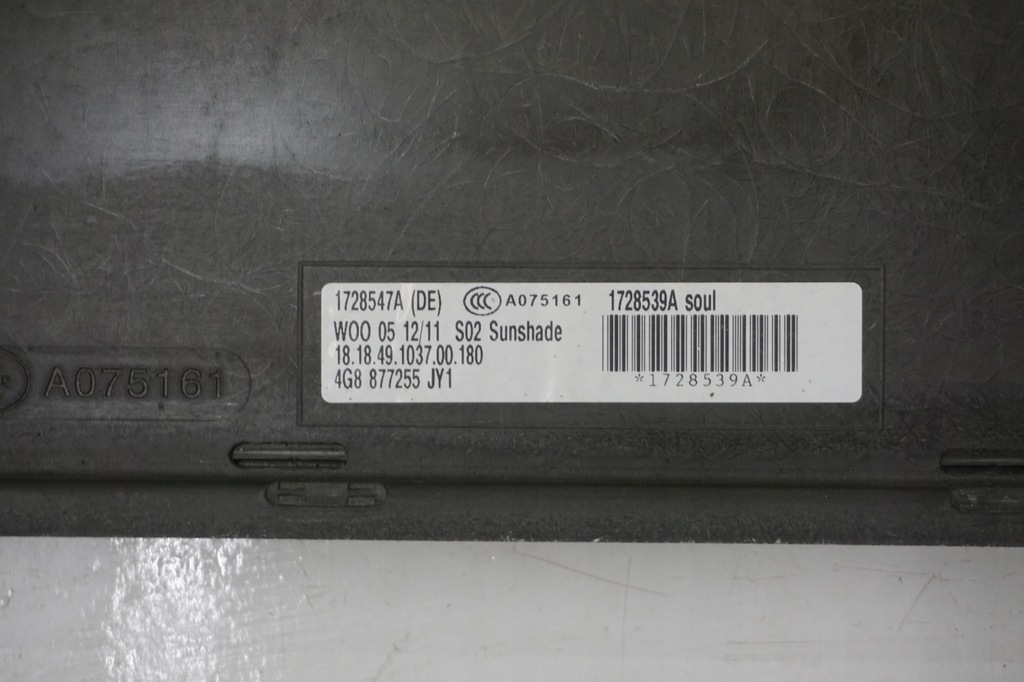 1728547A (DE) CCC A075161 1728539A soul
WOO 05 12/11 S02 Sunshade
18.18.49.1037.00.180
4G8 877255 JY1
*1728539A*
A075161